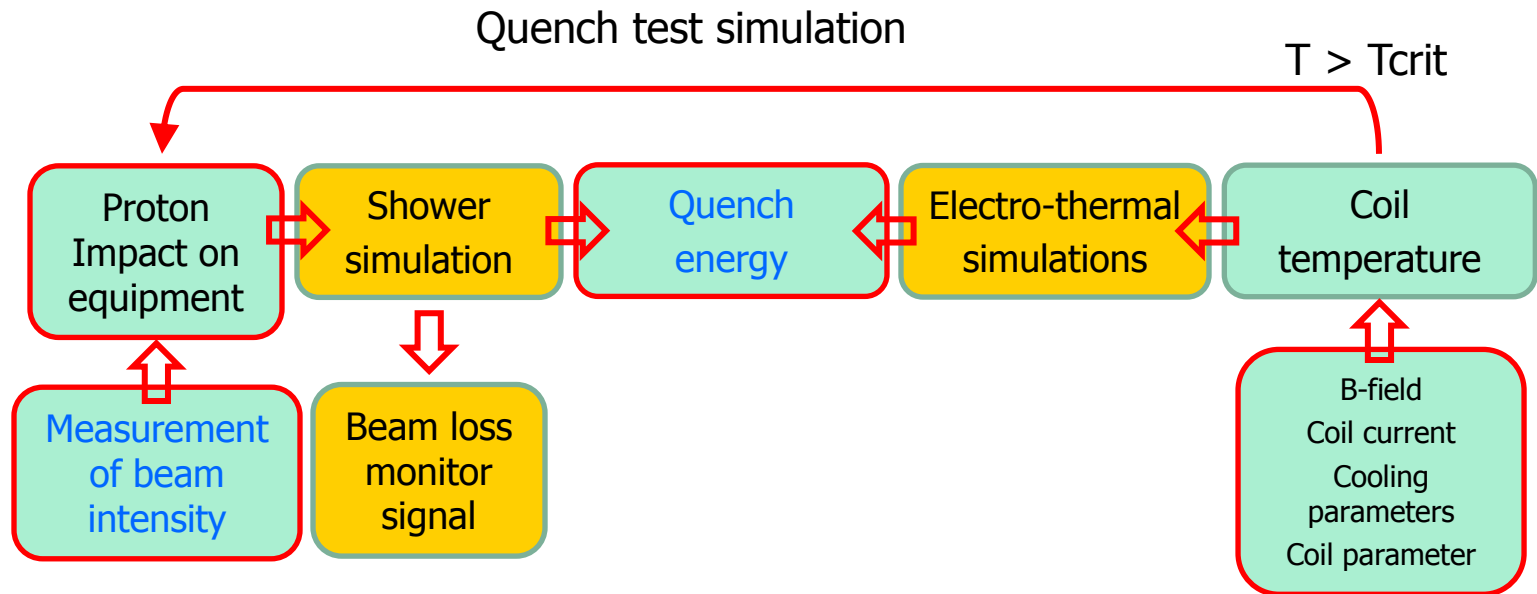 Quench test simulation
T > Tcrit
Proton
Impact on
equipment
Shower
simulation
Quench
energy
Electro-thermal
simulations
Coil
temperature
Measurement
of beam
intensity
Beam loss
monitor
signal
B-field
Coil current
Cooling
parameters
Coil parameter